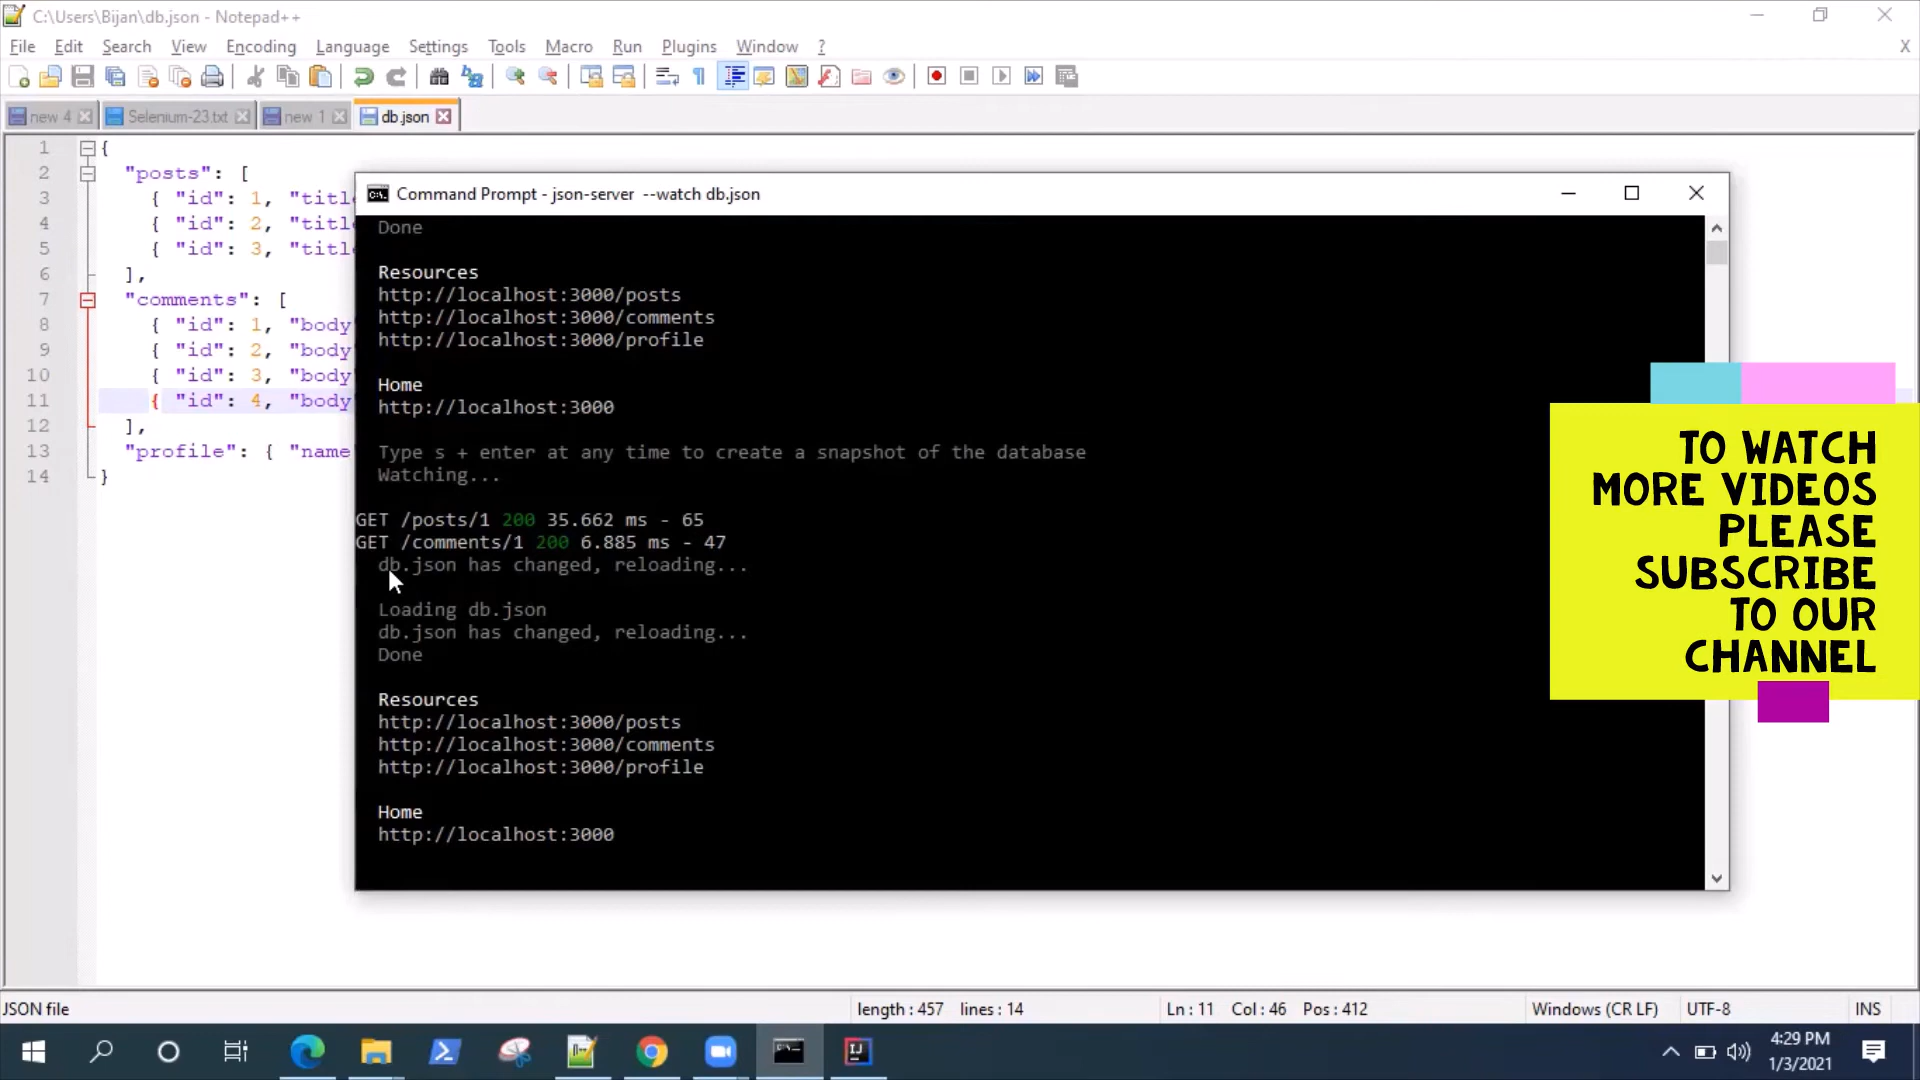 C:\Users\Bijan\db.json - Notepad++
File Edit Search View Encoding Language Settings Tools Macro Run Plugins Window ? X
new 4 Selenium-23.txt new 1 db.json
1 {
2 "posts": [
3 { "id": 1, "title
4 { "id": 2, "title
5 { "id": 3, "title
6 ],
7 "comments": [
8 { "id": 1, "body"
9 { "id": 2, "body"
10 { "id": 3, "body"
11 { "id": 4, "body"
12 ],
13 "profile": { "name"
14 }
Command Prompt - json-server --watch db.json
Done
Resources
http://localhost:3000/posts
http://localhost:3000/comments
http://localhost:3000/profile
Home
http://localhost:3000
Type s + enter at any time to create a snapshot of the database
Watching...
GET /posts/1 200 35.662 ms - 65
GET /comments/1 200 6.885 ms - 47
db.json has changed, reloading...
Loading db.json
db.json has changed, reloading...
Done
Resources
http://localhost:3000/posts
http://localhost:3000/comments
http://localhost:3000/profile
Home
http://localhost:3000
TO WATCH
MORE VIDEOS
PLEASE
SUBSCRIBE
TO OUR
CHANNEL
JSON file length : 457 lines : 14 Ln : 11 Col : 46 Pos : 412 Windows (CR LF) UTF-8 INS
4:29 PM
1/3/2021